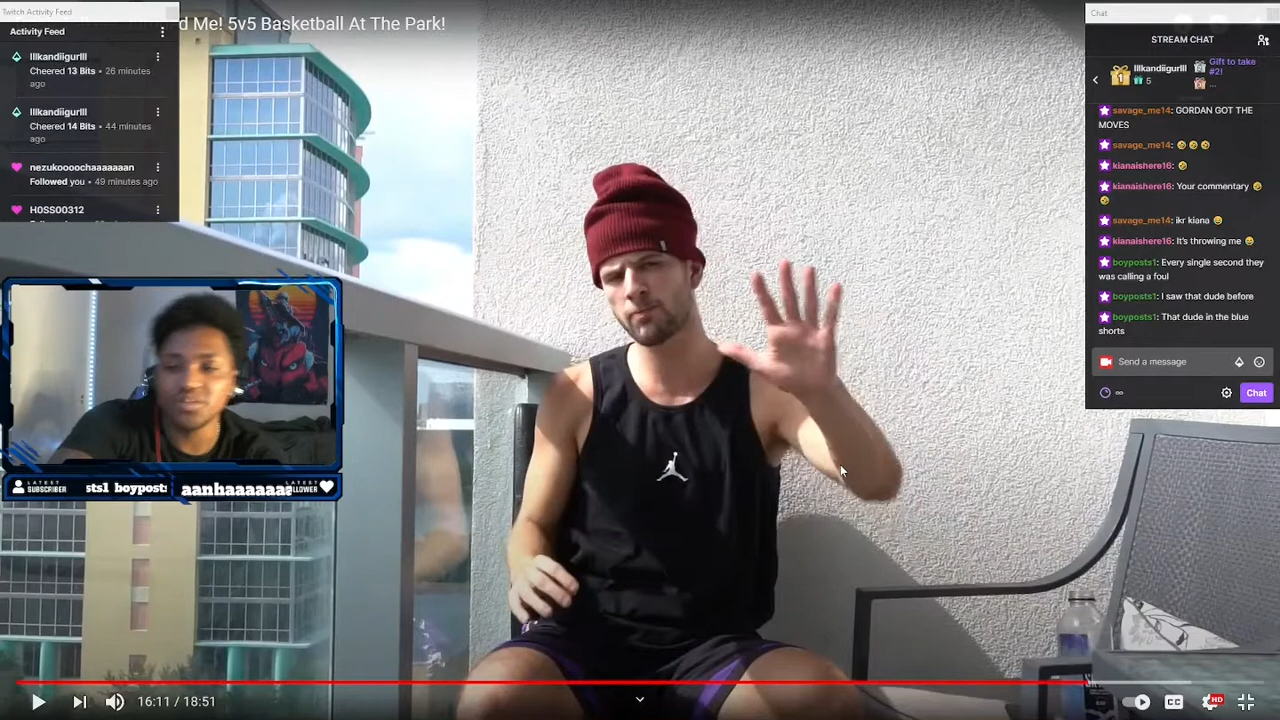 Twitch Activity Feed
d Me! 5v5 Basketball At The Park!
Activity Feed
lllkandiigurlll
Cheered 13 Bits • 26 minutes
ago
lllkandiigurlll
Cheered 14 Bits • 44 minutes
ago
nezukoooochaaaaaaan
Followed you • 49 minutes ago
H0SS00312
Chat
STREAM CHAT
lllkandiigurlll
5
Gift to take
#2!
...
savage_me14: GORDAN GOT THE
MOVES
savage_me14:
kianaishere16:
kianaishere16: Your commentary
savage_me14: ikr kiana
kianaishere16: It's throwing me
boyposts1: Every single second they
was calling a foul
boyposts1: I saw that dude before
boyposts1: That dude in the blue
shorts
Send a message
Chat
LATEST
SUBSCRIBER
sts1 boypost
aanhaaaaaa
LATEST
FOLLOWER
16:11 / 18:51
CC
HD